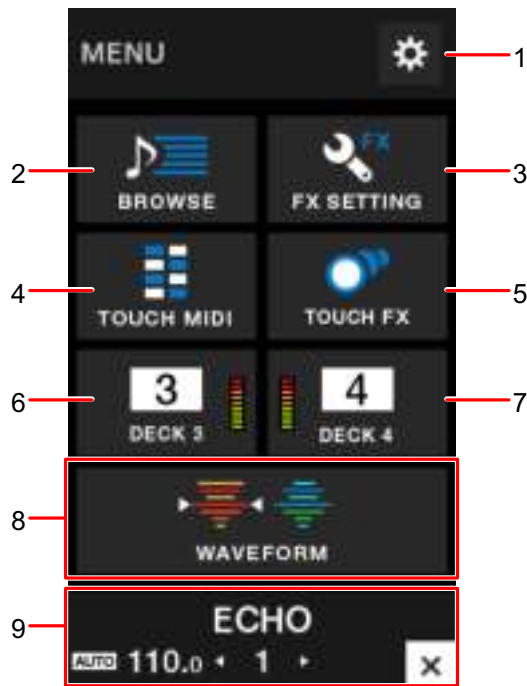 MENU
1
2
BROWSE
FX
FX SETTING
3
4
TOUCH MIDI
TOUCH FX
5
6
3
DECK 3
4
DECK 4
7
8
WAVEFORM
9
ECHO
AUTO 110.0 1
×